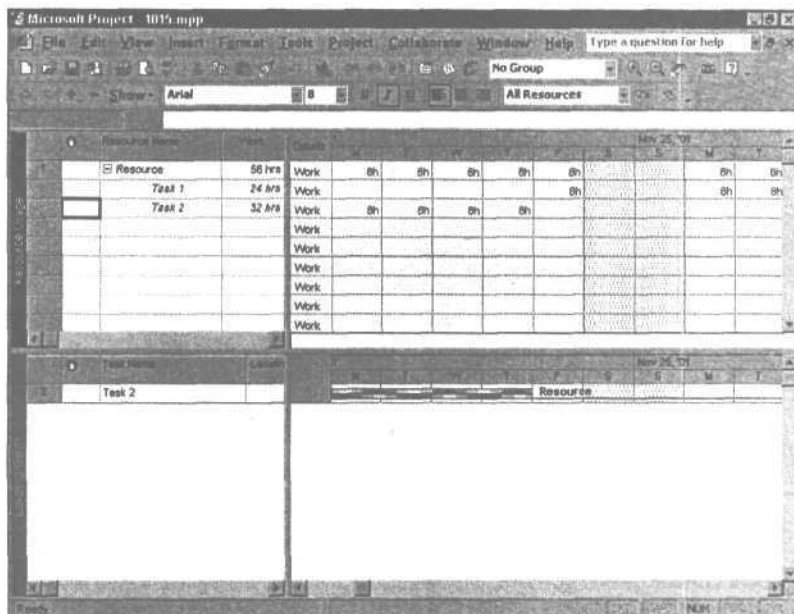 Microsoft Project - 1015.mpp
File Edit View Insert Format Tools Project Collaborate Window Help Type a question for help
No Group
Show Arial 8 All Resources
Resource Name Work Details Nov 25, '01
M T W T F S S M T
1 Resource 56 hrs Work 8h 8h 8h 8h 8h 8h 8h
Task 1 24 hrs Work 8h 8h 8h
Task 2 32 hrs Work 8h 8h 8h 8h
Work
Work
Work
Work
Work
Work
Task Name Nov 25, '01
M T W T F S S M T
2 Task 2 Resource
Ready NUM